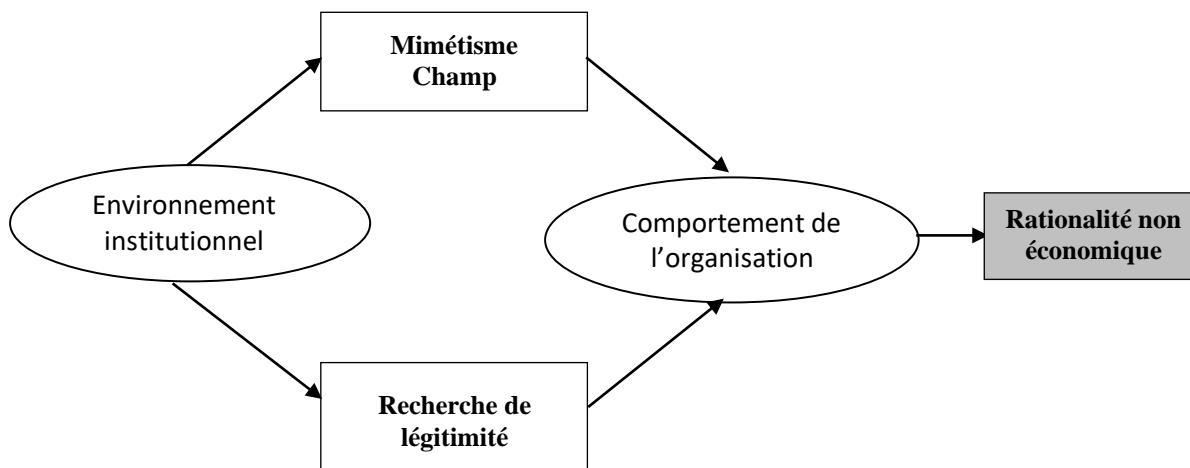 Mimétisme
Champ
Environnement
institutionnel
Comportement de
l’organisation
Rationalité non
économique
Recherche de
légitimité